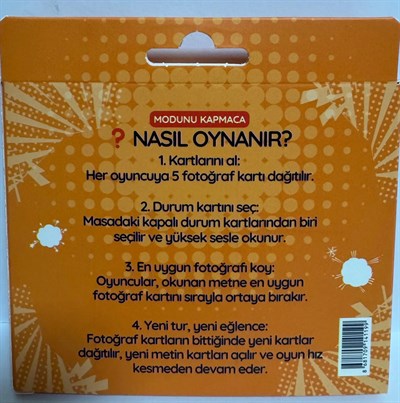 MODUNU KAPMACA
? NASIL OYNANIR?
1. Kartlarını al:
Her oyuncuya 5 fotoğraf kartı dağıtılır.
2. Durum kartını seç:
Masadaki kapalı durum kartlarından biri
seçilir ve yüksek sesle okunur.
3. En uygun fotoğrafı koy:
Oyuncular, okunan metne en uygun
fotoğraf kartını sırayla ortaya bırakır.
4. Yeni tur, yeni eğlence:
Fotoğraf kartların bittiğinde yeni kartlar
dağıtılır, yeni metin kartları açılır ve oyun hız
kesmeden devam eder.